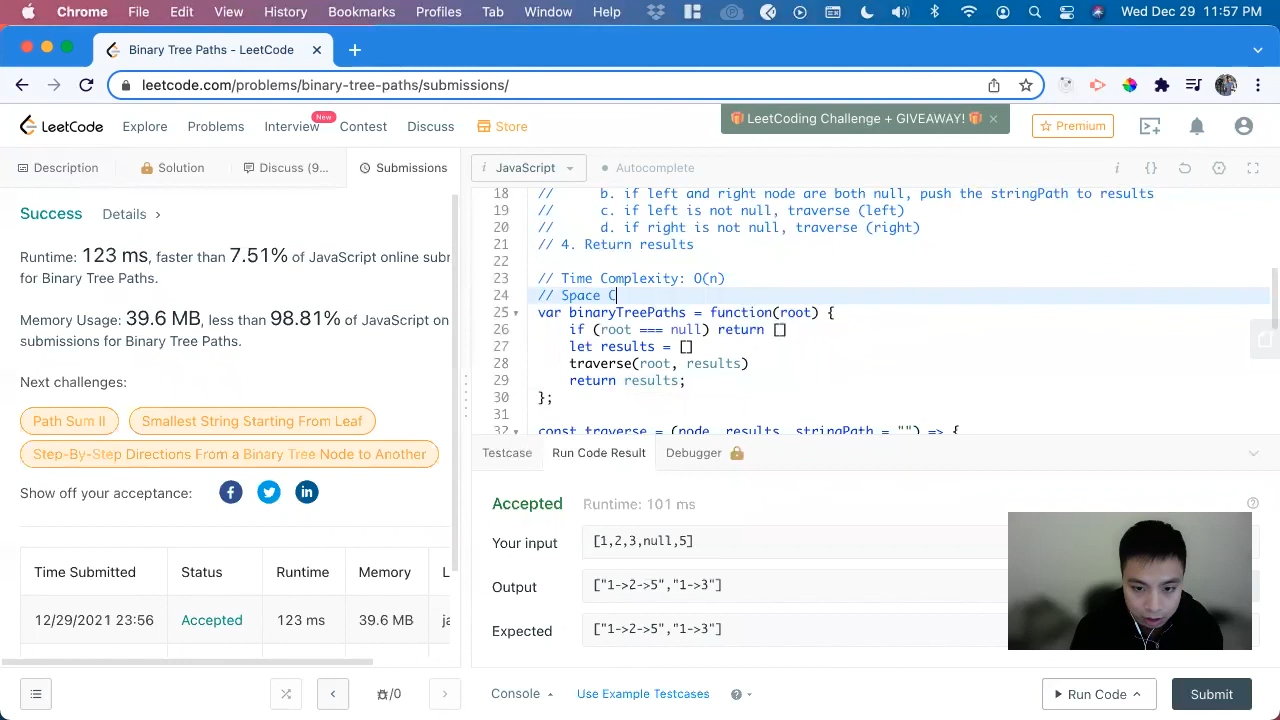 Chrome File Edit View History Bookmarks Profiles Tab Window Help Wed Dec 29 11:57 PM
Binary Tree Paths - LeetCode
leetcode.com/problems/binary-tree-paths/submissions/
LeetCode Explore Problems Interview New Contest Discuss Store LeetCoding Challenge + GIVEAWAY! Premium
Description Solution Discuss (9... Submissions JavaScript Autocomplete
Success Details
Runtime: 123 ms, faster than 7.51% of JavaScript online sub
for Binary Tree Paths.
Memory Usage: 39.6 MB, less than 98.81% of JavaScript on
submissions for Binary Tree Paths.
Next challenges:
Path Sum II Smallest String Starting From Leaf
Step-By-Step Directions From a Binary Tree Node to Another
Show off your acceptance:
Time Submitted Status Runtime Memory L
12/29/2021 23:56 Accepted 123 ms 39.6 MB ja
18 // b. if left and right node are both null, push the stringPath to results
19 // c. if left is not null, traverse (left)
20 // d. if right is not null, traverse (right)
21 // 4. Return results
22
23 // Time Complexity: O(n)
24 // Space C
25 var binaryTreePaths = function(root) {
26 if (root === null) return []
27 let results = []
28 traverse(root, results)
29 return results;
30 };
31
32 const traverse = (node, results, stringPath = "") => {
Testcase Run Code Result Debugger
Accepted Runtime: 101 ms
Your input [1,2,3,null,5]
Output ["1->2->5","1->3"]
Expected ["1->2->5","1->3"]
/0 Console Use Example Testcases Run Code Submit